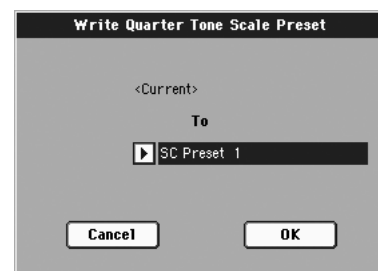 Write Quarter Tone Scale Preset
<Current>
To
SC Preset 1
Cancel
OK